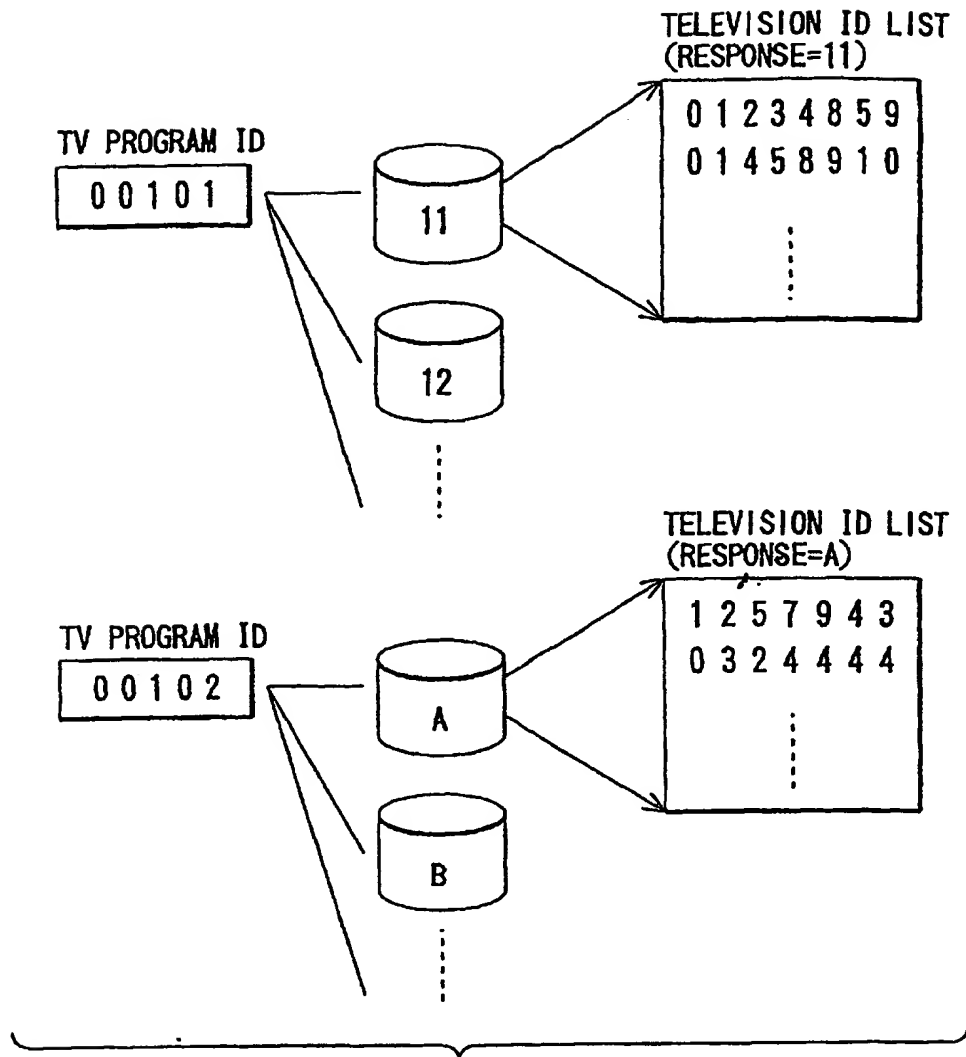 TELEVISION ID LIST
(RESPONSE=11)
0 1 2 3 4 8 5 9
0 1 4 5 8 9 1 0
TV PROGRAM ID
0 0 1 0 1
11
12
TELEVISION ID LIST
(RESPONSE=A)
1 2 5 7 9 4 3
0 3 2 4 4 4 4
TV PROGRAM ID
0 0 1 0 2
A
B